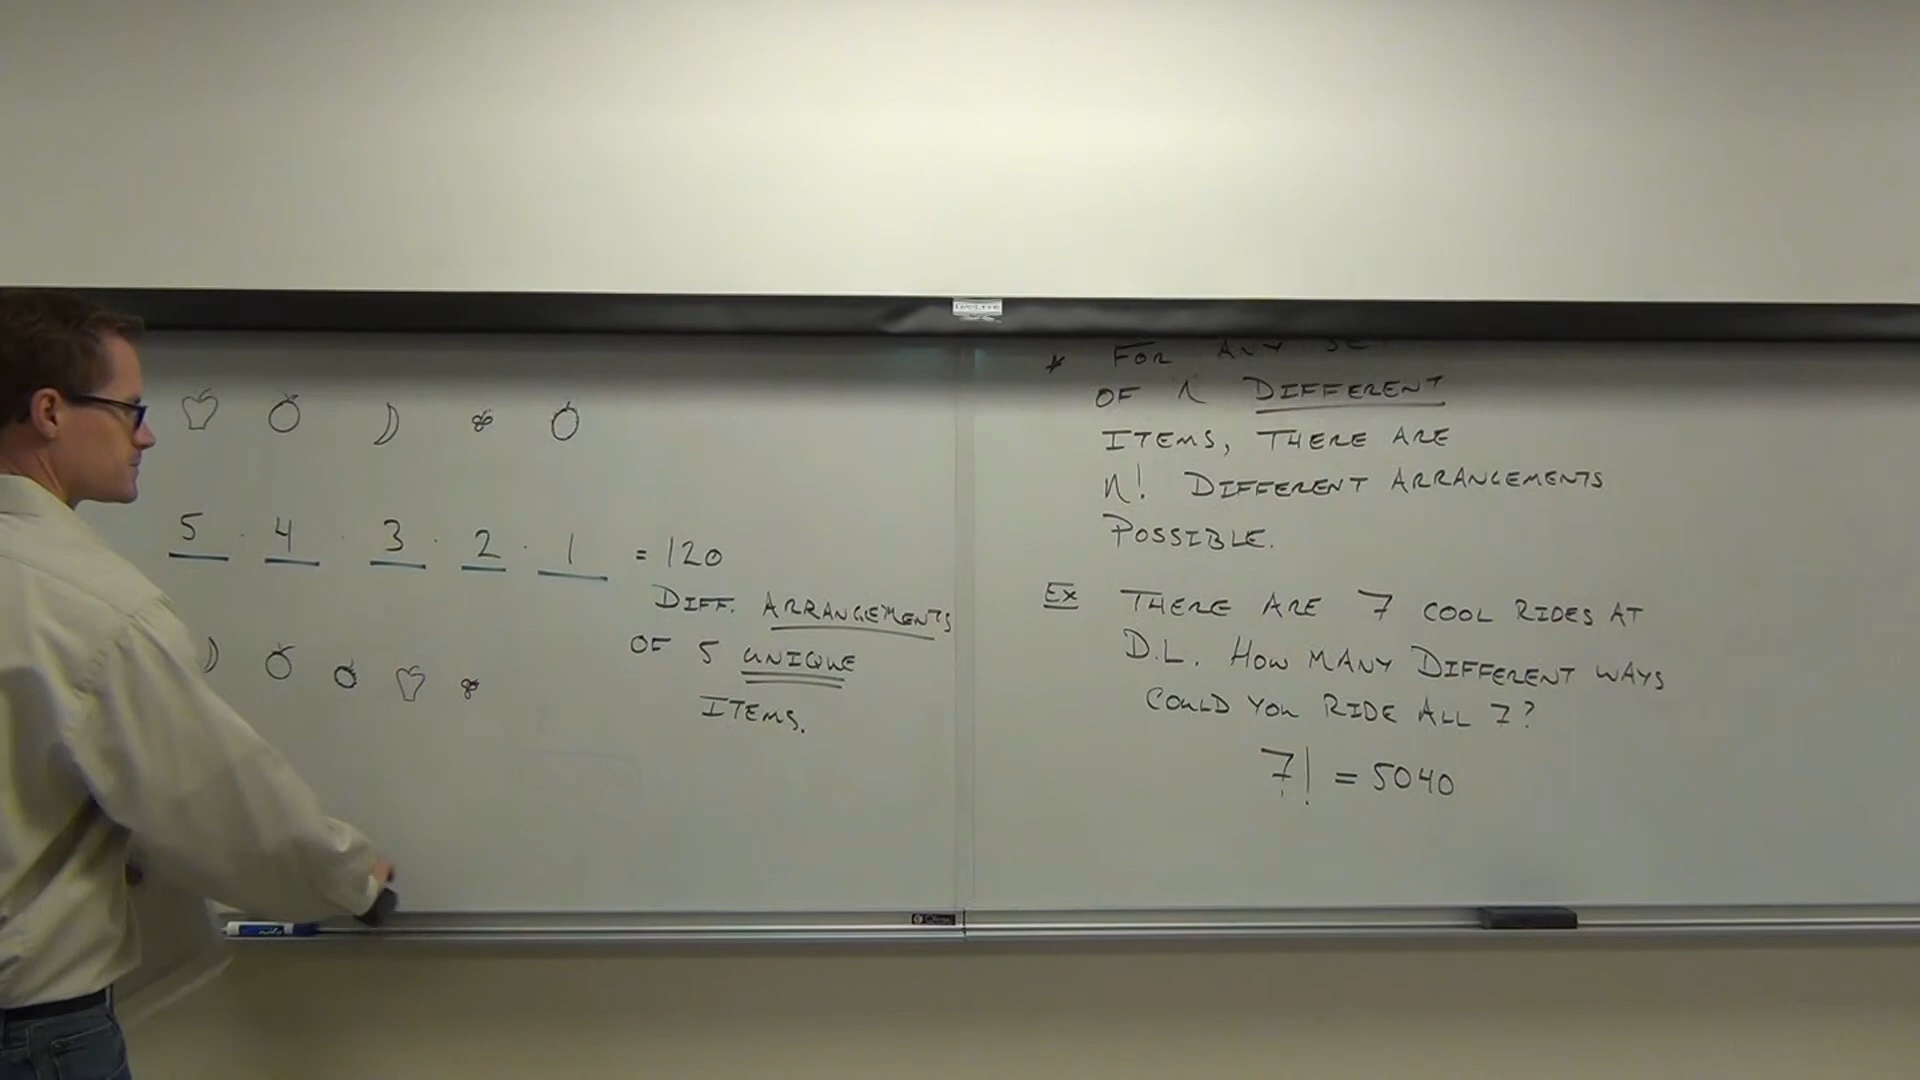 5 · 4 · 3 · 2 · 1 = 120
DIFF. ARRANGEMENTS
OF 5 UNIQUE
ITEMS.
* FOR ANY
OF n DIFFERENT
ITEMS, THERE ARE
n! DIFFERENT ARRANGEMENTS
POSSIBLE.
EX THERE ARE 7 COOL RIDES AT
D.L. HOW MANY DIFFERENT WAYS
COULD YOU RIDE ALL 7?
7! = 5040